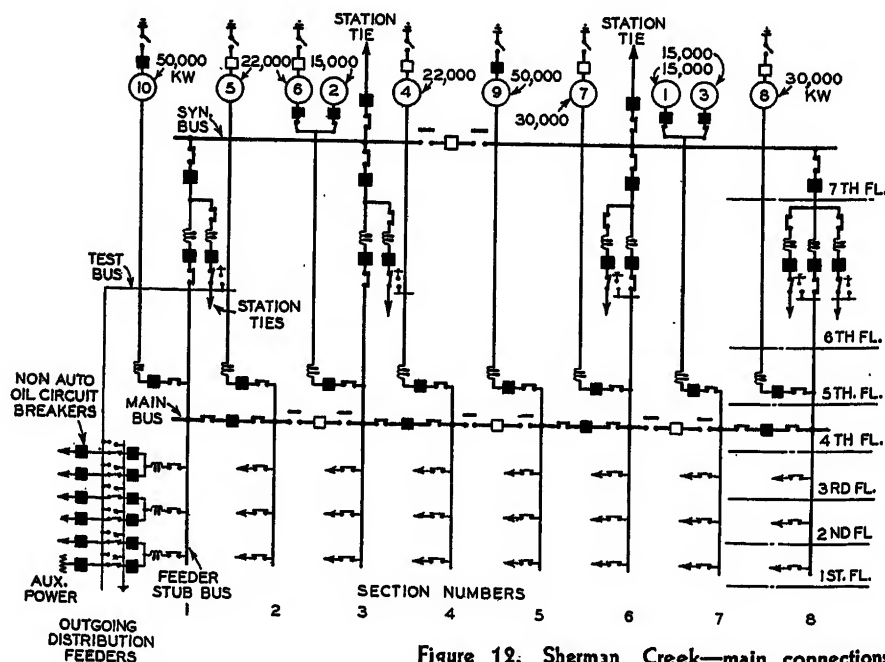 STATION
TIE
STATION
TIE
50,000
KW
22,000
15,000
22,000
50,000
30,000
15,000
15,000
30,000
KW
10
5
6
2
4
9
7
1
3
8
SYN.
BUS
7TH FL.
TEST
BUS
STATION
TIES
6TH FL.
NON AUTO
OIL CIRCUIT
BREAKERS
MAIN
BUS
5TH. FL.
4TH FL.
3RD FL.
2ND FL
1ST. FL.
AUX.
POWER
FEEDER
STUB BUS
SECTION NUMBERS
1
2
3
4
5
6
7
8
OUTGOING
DISTRIBUTION
FEEDERS
Figure 12. Sherman Creek—main connections